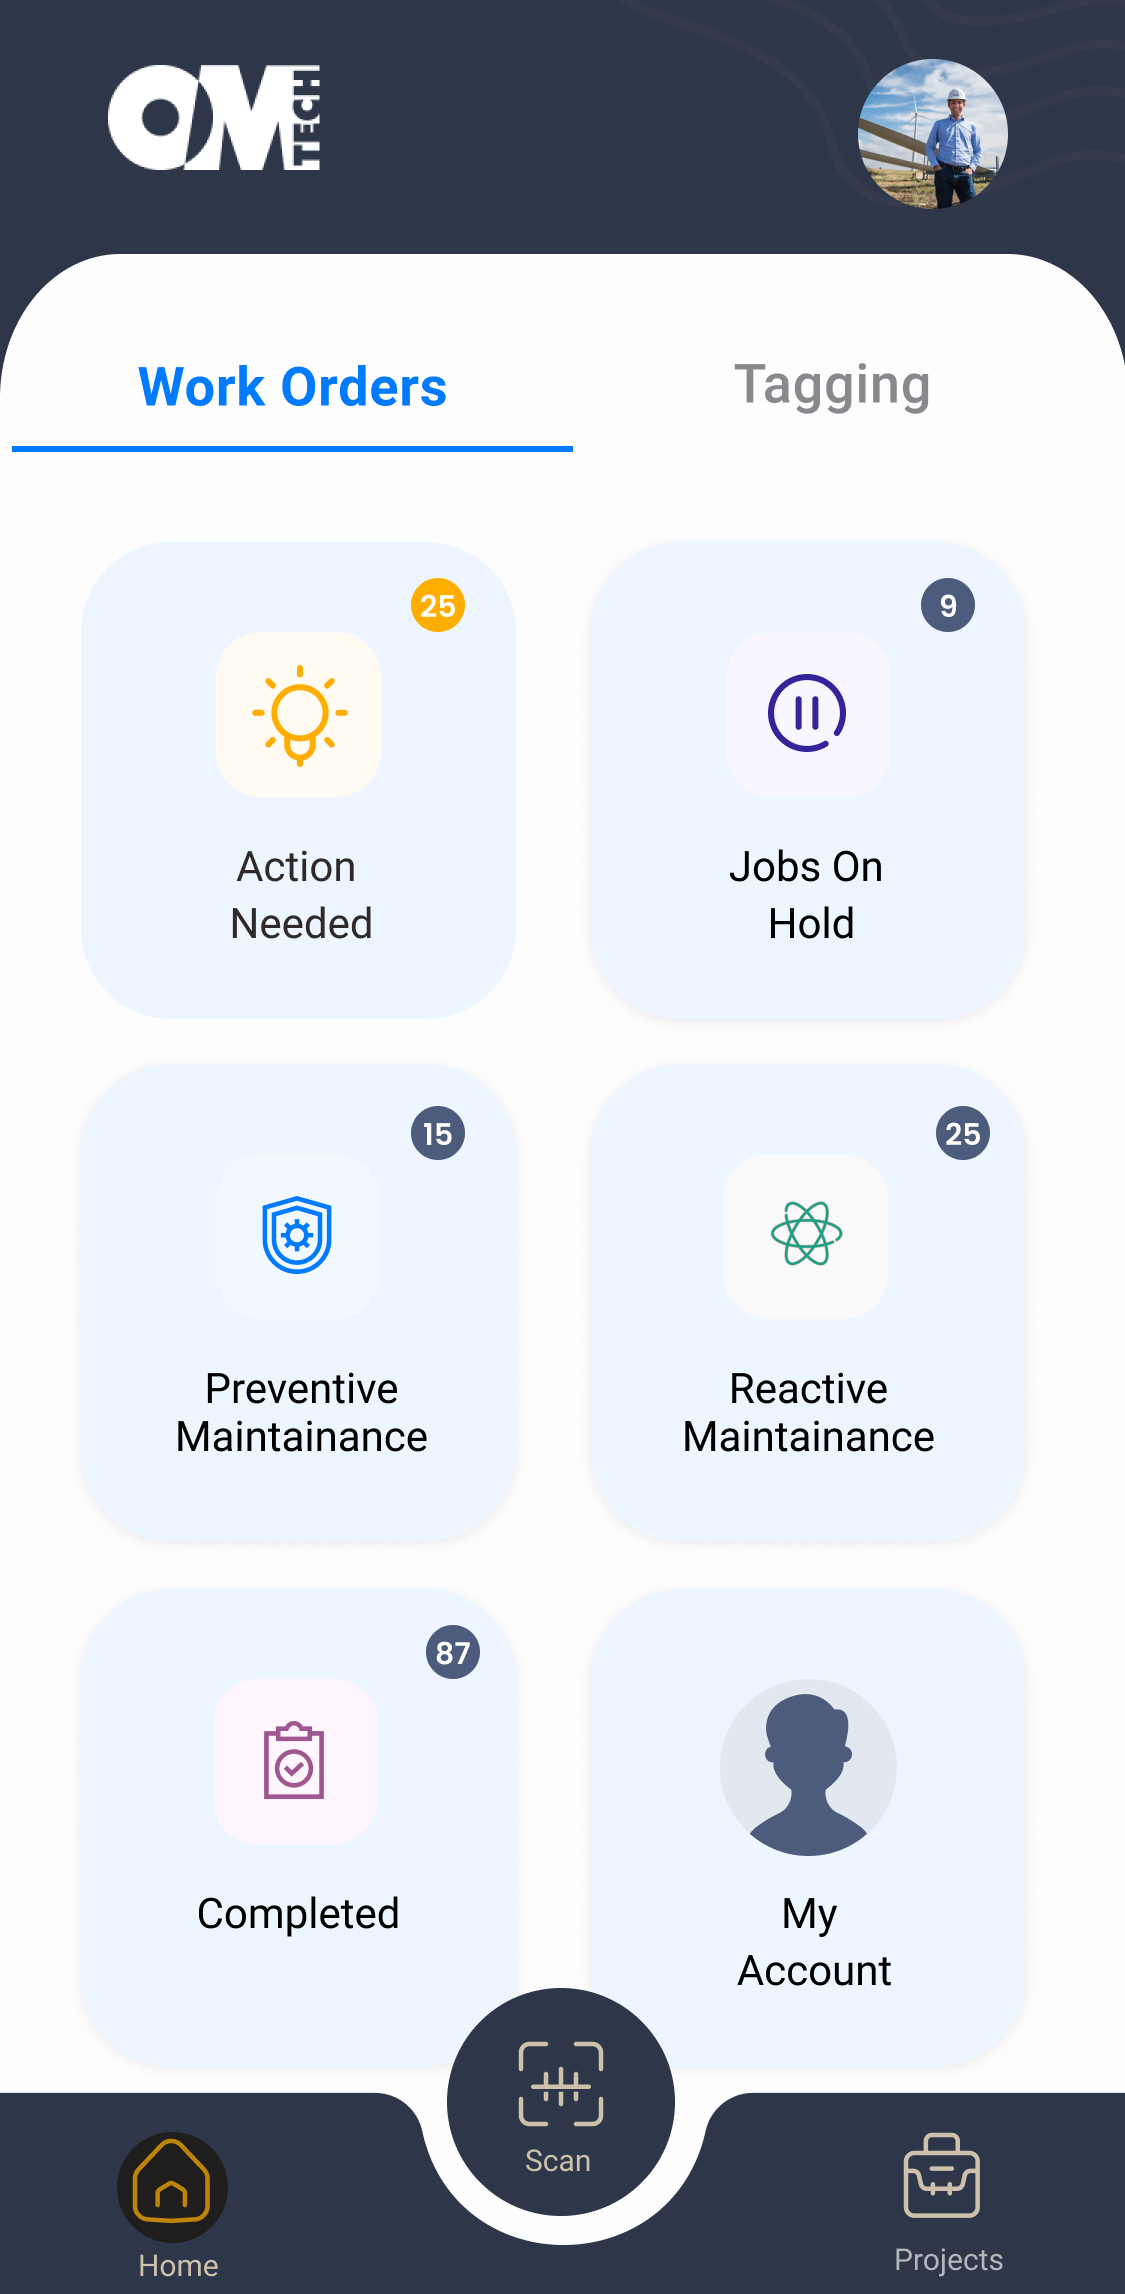 OM TECH
Work Orders
Tagging
25
9
Action
Needed
Jobs On
Hold
15
25
Preventive
Maintainance
Reactive
Maintainance
87
Completed
My
Account
Scan
Home
Projects